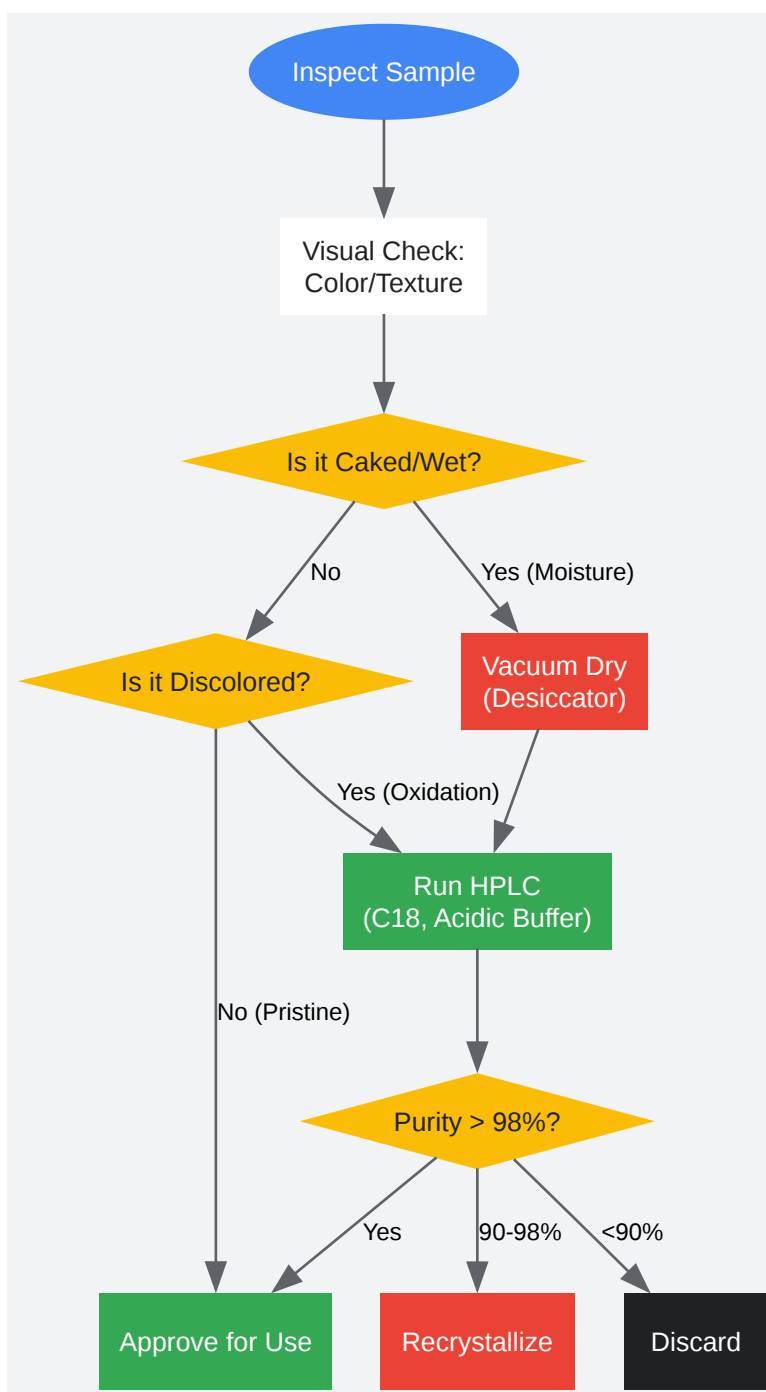 Inspect Sample
Visual Check:
Color/Texture
Is it Caked/Wet?
No
Yes (Moisture)
Is it Discolored?
Vacuum Dry
(Desiccator)
Yes (Oxidation)
Run HPLC
(C18, Acidic Buffer)
No (Pristine)
Purity > 98%?
Yes
90-98%
<90%
Approve for Use
Recrystallize
Discard